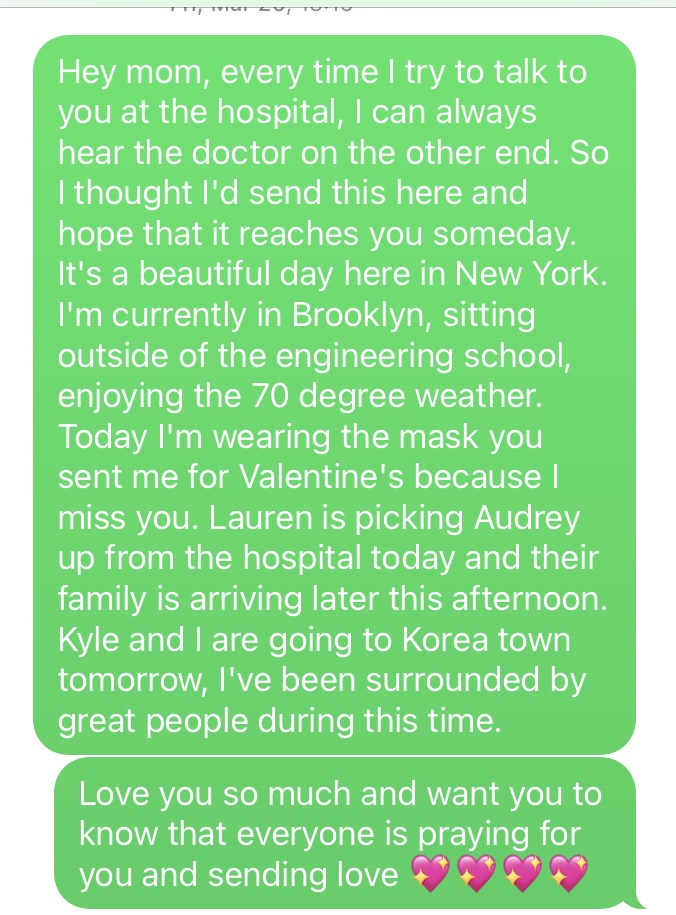 Hey mom, every time I try to talk to
you at the hospital, I can always
hear the doctor on the other end. So
I thought I'd send this here and
hope that it reaches you someday.
It's a beautiful day here in New York.
I'm currently in Brooklyn, sitting
outside of the engineering school,
enjoying the 70 degree weather.
Today I'm wearing the mask you
sent me for Valentine's because I
miss you. Lauren is picking Audrey
up from the hospital today and their
family is arriving later this afternoon.
Kyle and I are going to Korea town
tomorrow, I've been surrounded by
great people during this time.
Love you so much and want you to
know that everyone is praying for
you and sending love 💖💖💖💖